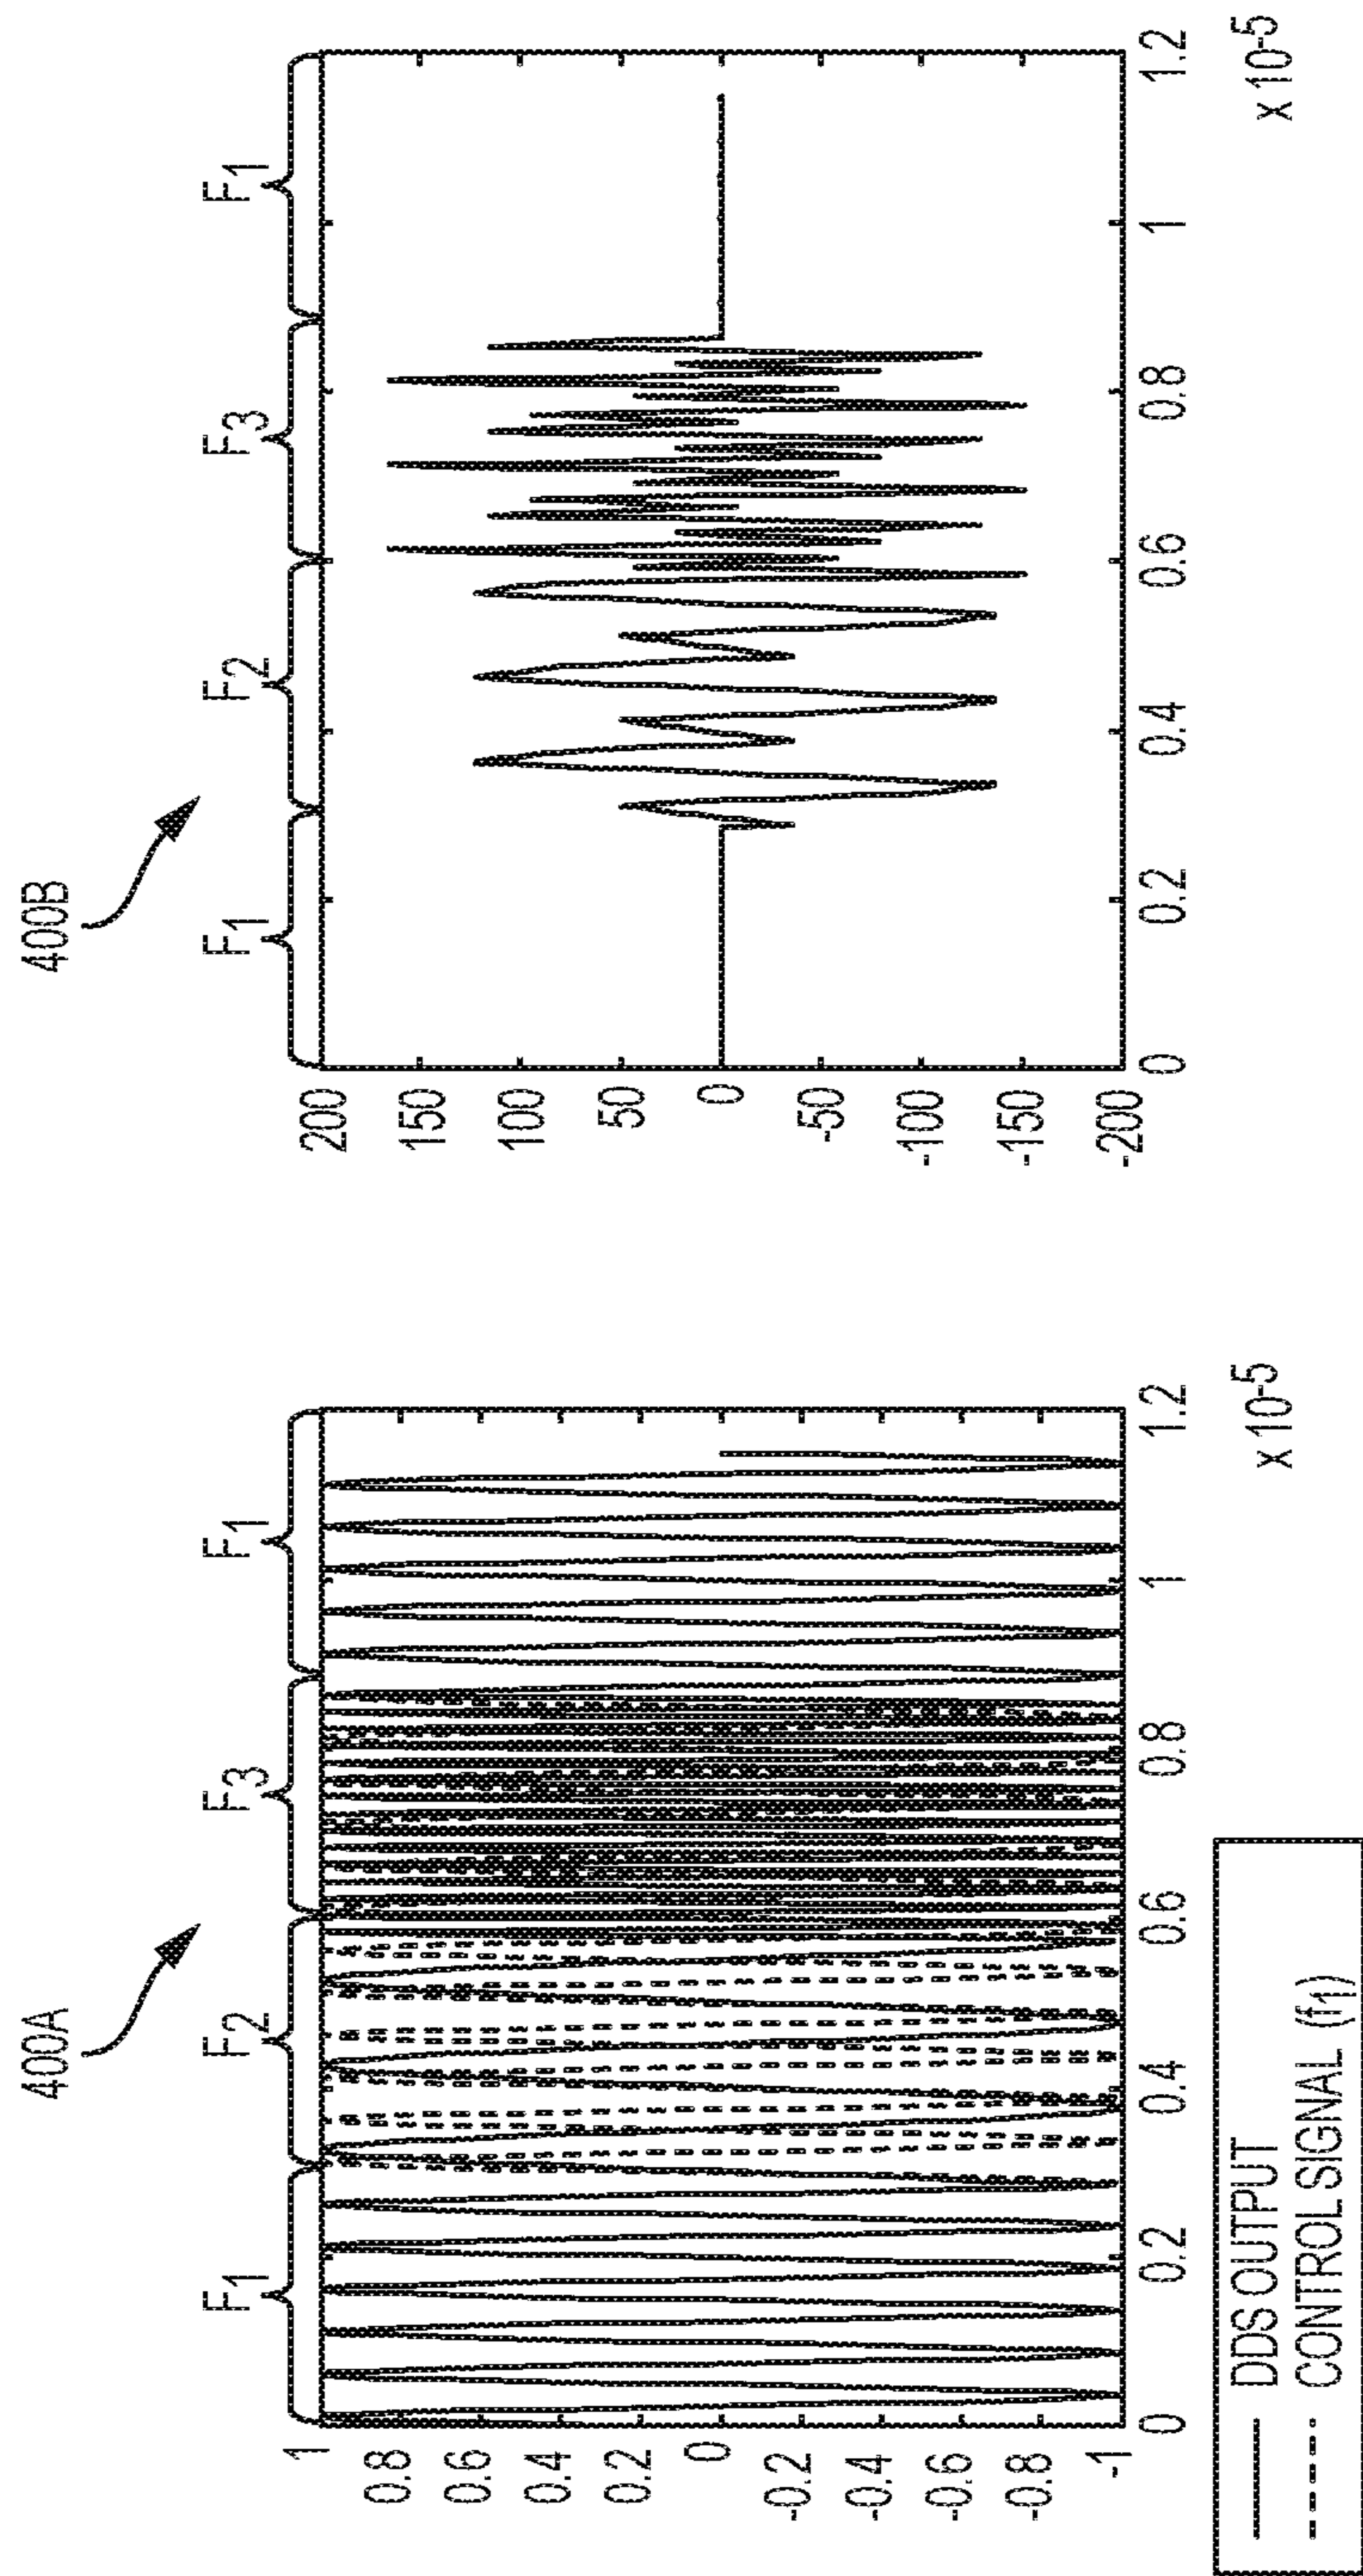 400A
F1
F2
F3
F1
1
0.8
0.6
0.4
0.2
0
-0.2
-0.4
-0.6
-0.8
-1
0
0.2
0.4
0.6
0.8
1
1.2
x 10-5
DDS OUTPUT
CONTROL SIGNAL (f1)
400B
F1
F2
F3
F1
200
150
100
50
0
-50
-100
-150
-200
0
0.2
0.4
0.6
0.8
1
1.2
x 10-5